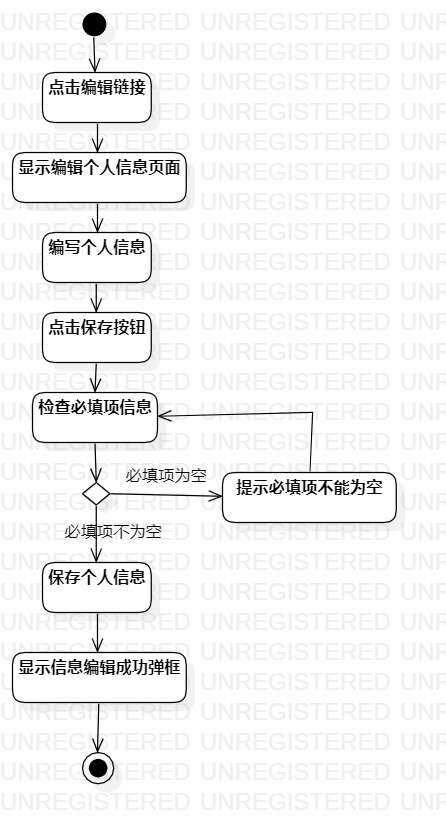 点击编辑链接
显示编辑个人信息页面
编写个人信息
点击保存按钮
检查必填项信息
必填项为空
提示必填项不能为空
必填项不为空
保存个人信息
显示信息编辑成功弹框
UNREGISTERED